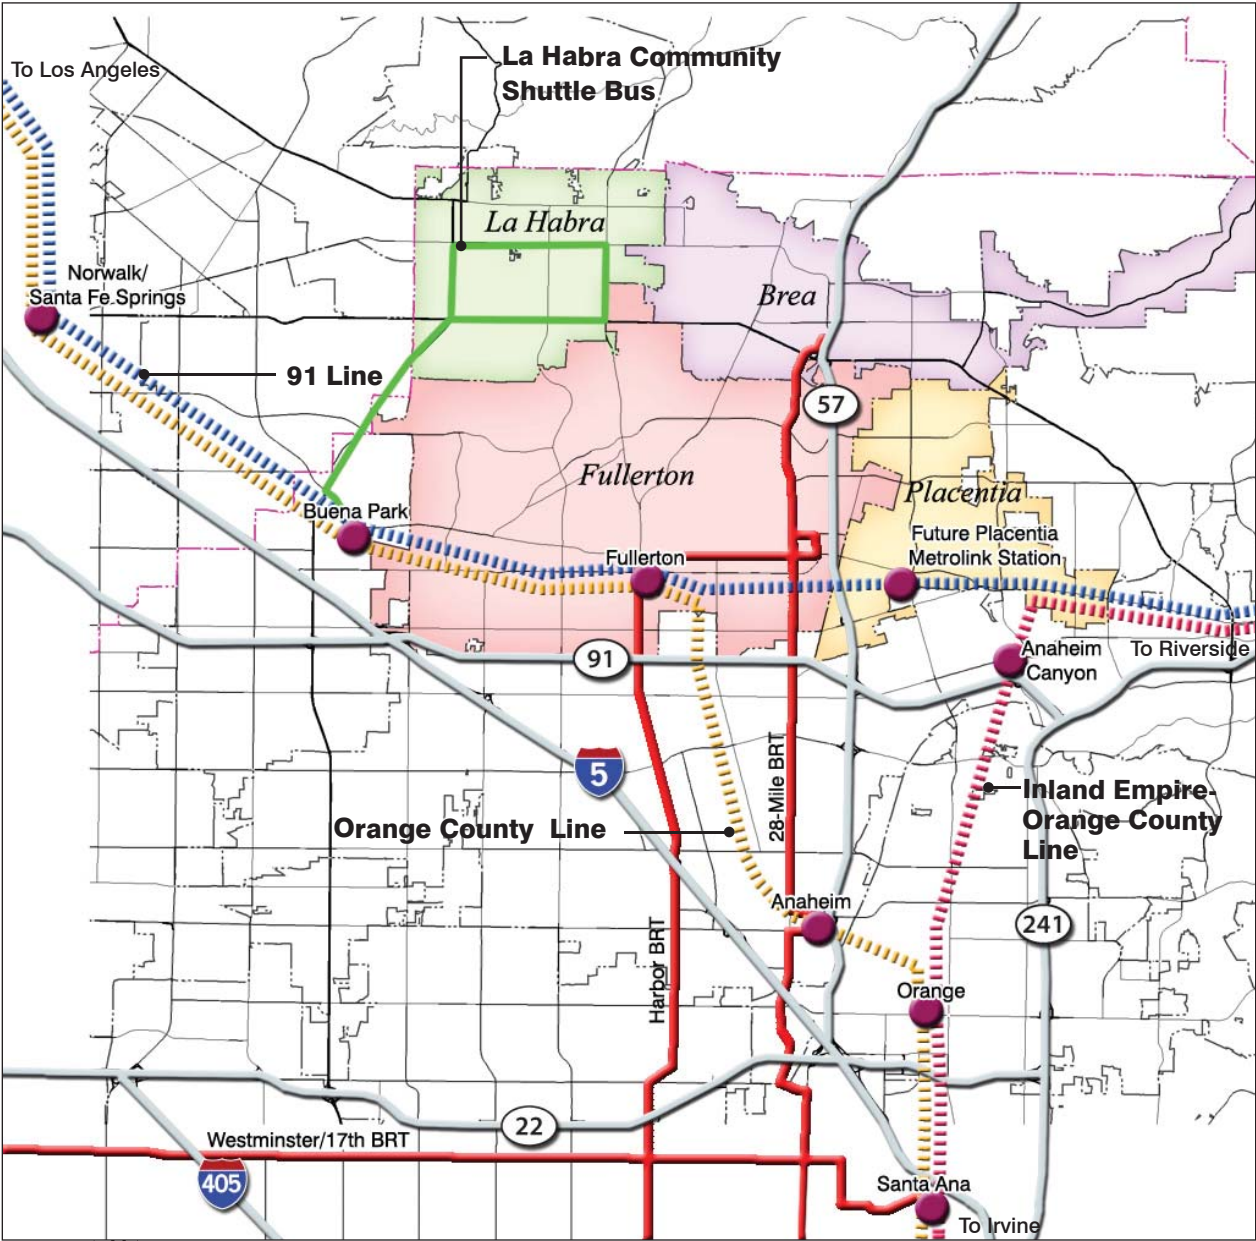 To Los Angeles
La Habra Community
Shuttle Bus
La Habra
Norwalk/
Santa Fe Springs
Brea
91 Line
57
Fullerton
Placentia
Buena Park
Future Placentia
Metrolink Station
Fullerton
91
Anaheim
Canyon
To Riverside
5
28-Mile BRT
Inland Empire-
Orange County
Line
Orange County Line
Anaheim
241
Harbor BRT
Orange
22
Westminster/17th BRT
405
Santa Ana
To Irvine